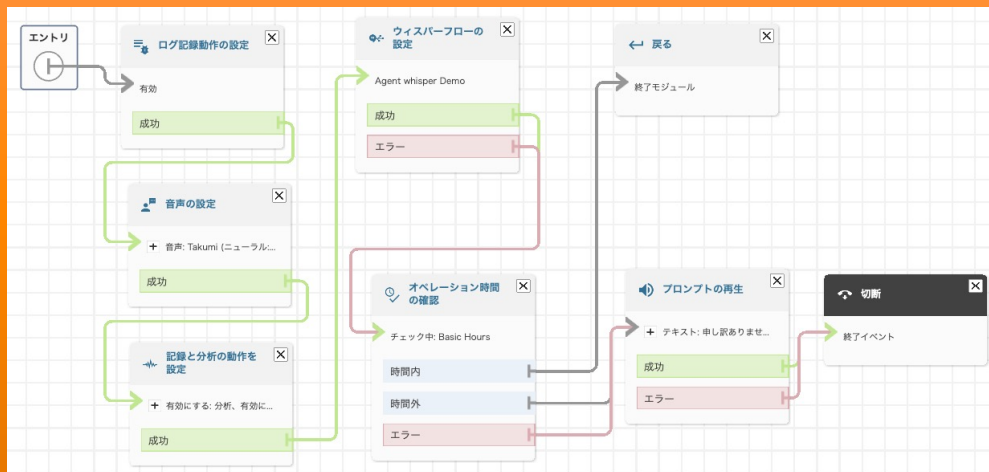 エントリ
ログ記録動作の設定
有効
成功
音声の設定
音声: Takumi (ニューラル:...
成功
記録と分析の動作を
設定
有効にする: 分析、有効に...
成功
ウィスパーフローの
設定
Agent whisper Demo
成功
エラー
オペレーション時間
の確認
チェック中: Basic Hours
時間内
時間外
エラー
戻る
終了モジュール
プロンプトの再生
テキスト: 申し訳ありませ...
成功
エラー
切断
終了イベント